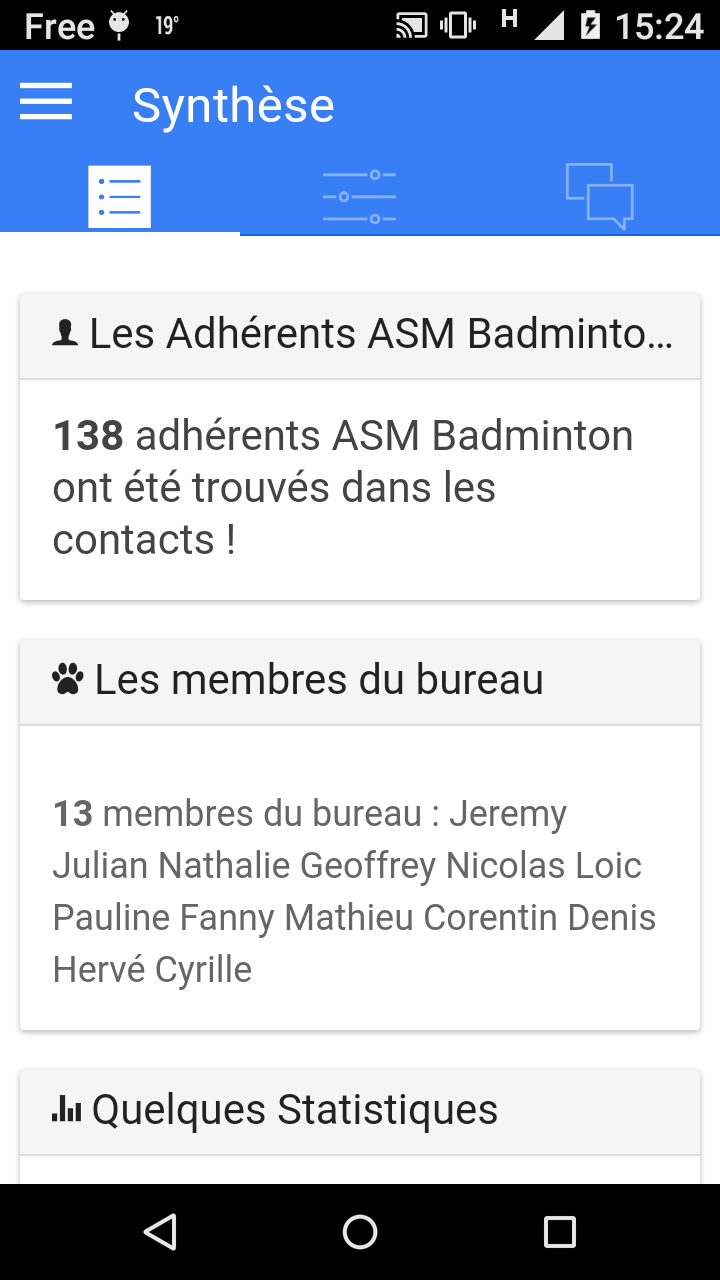 Free 19° H 15:24
Synthèse
Les Adhérents ASM Badminto...
138 adhérents ASM Badminton
ont été trouvés dans les
contacts !
Les membres du bureau
13 membres du bureau : Jeremy
Julian Nathalie Geoffrey Nicolas Loic
Pauline Fanny Mathieu Corentin Denis
Hervé Cyrille
Quelques Statistiques